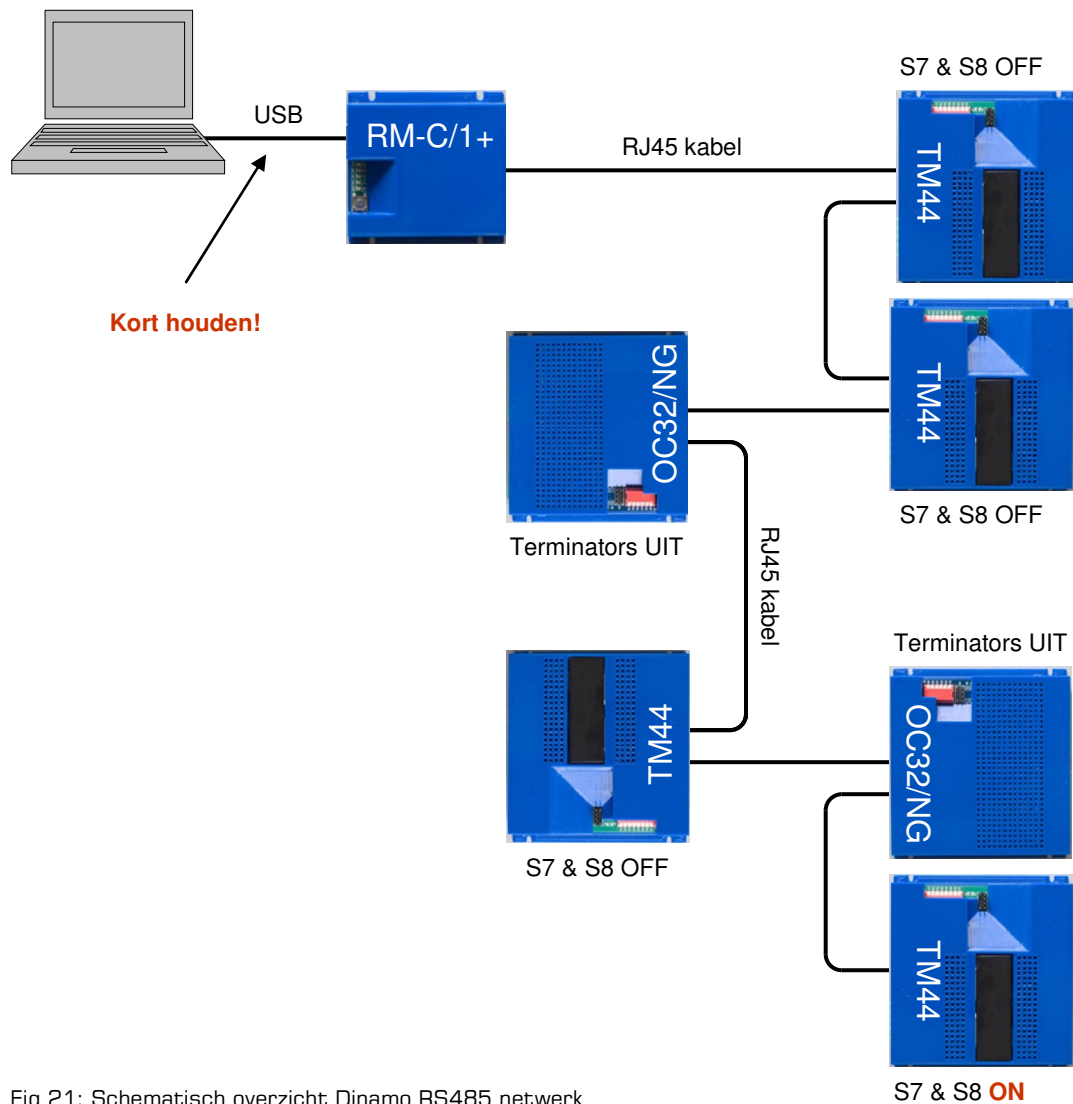 S7 & S8 OFF
USB
RM-C/1+
RJ45 kabel
TM44
Kort houden!
TM44
OC32/NG
S7 & S8 OFF
Terminators UIT
RJ45 kabel
Terminators UIT
TM44
OC32/NG
S7 & S8 OFF
TM44
S7 & S8 ON
Fig 21: Schematisch overzicht Dinamo RS485 netwerk